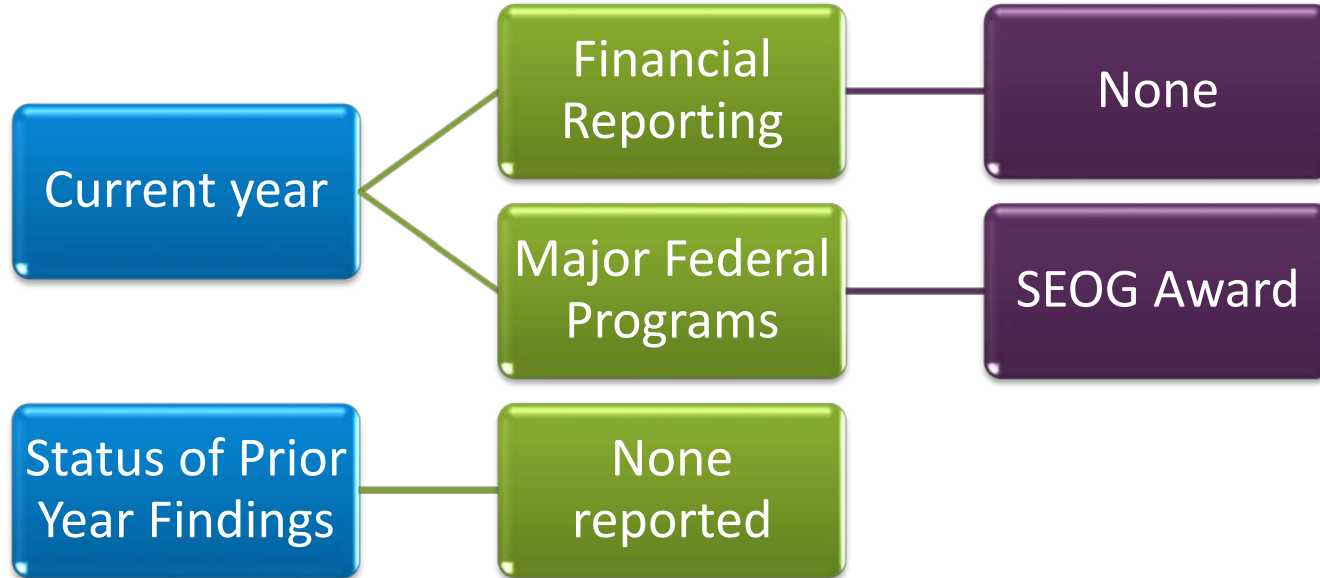 Current year
Financial
Reporting
None
Major Federal
Programs
SEOG Award
Status of Prior
Year Findings
None
reported